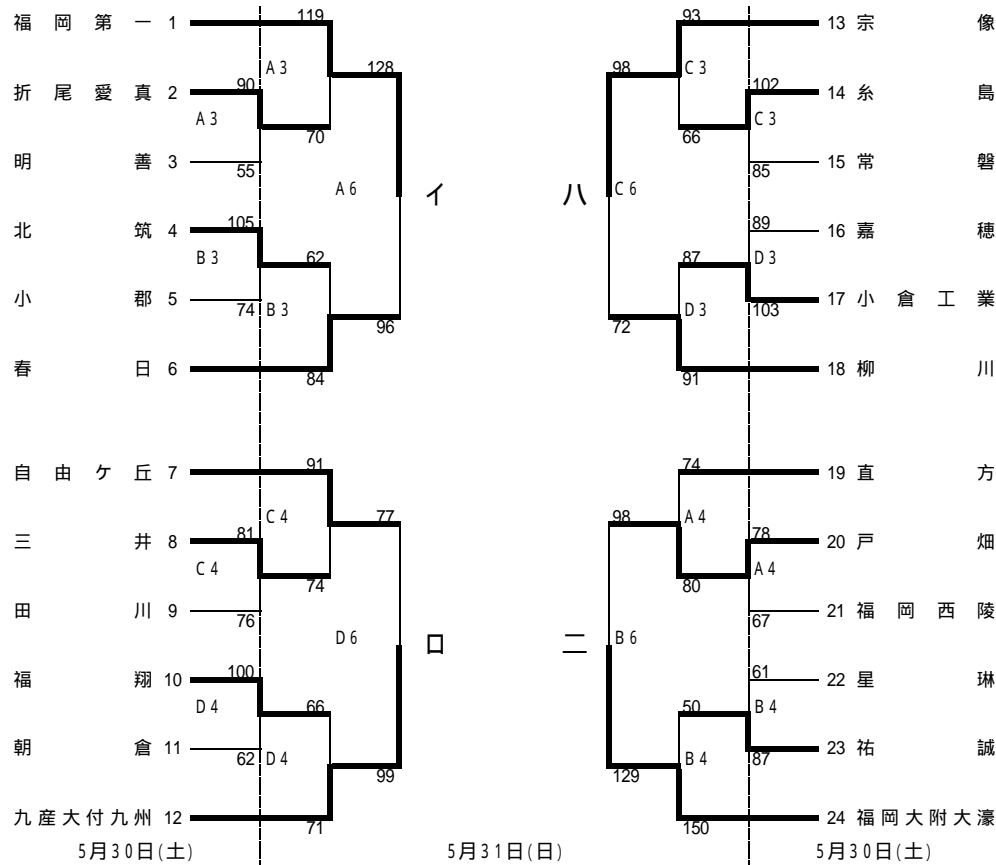 福岡第一 1 119 93 13 宗像
A3 128 98 C3
折尾愛真 2 90 102 14 糸島
A3 70 66 C3
明善 3 55 85 15 常磐
A6 イ ハ C6
北筑 4 105 89 16 嘉穂
B3 62 87 D3
小郡 5 74 B3 96 72 D3 103 17 小倉工業
春日 6 84 91 18 柳川
自由ケ丘 7 91 74 19 直方
C4 77 98 A4
三井 8 81 78 20 戸畑
C4 74 80 A4
田川 9 76 67 21 福岡西陵
D6 ロ ニ B6
福翔 10 100 61 22 星琳
D4 66 50 B4
朝倉 11 62 D4 99 129 B4 87 23 祐誠
九産大付九州 12 71 150 24 福岡大附大濠
5月30日(土) 5月31日(日) 5月30日(土)